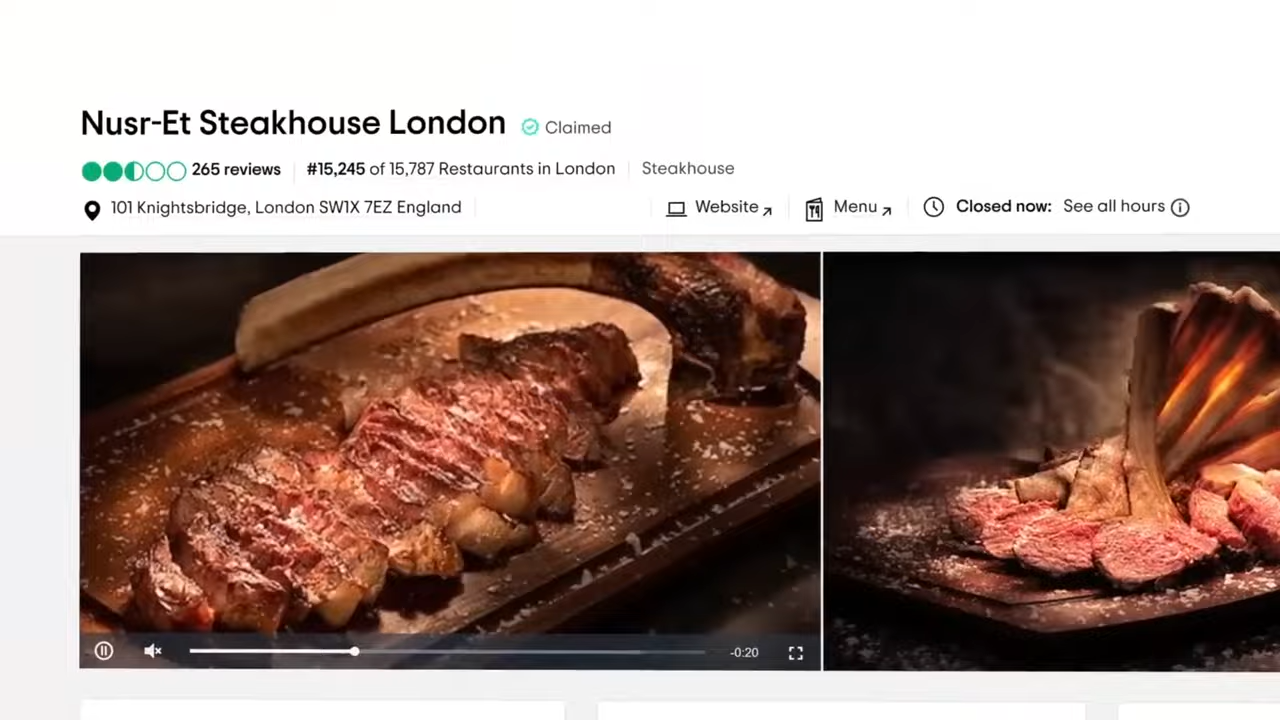 Nusr-Et Steakhouse London Claimed
265 reviews #15,245 of 15,787 Restaurants in London Steakhouse
101 Knightsbridge, London SW1X 7EZ England Website Menu Closed now: See all hours
-0:20